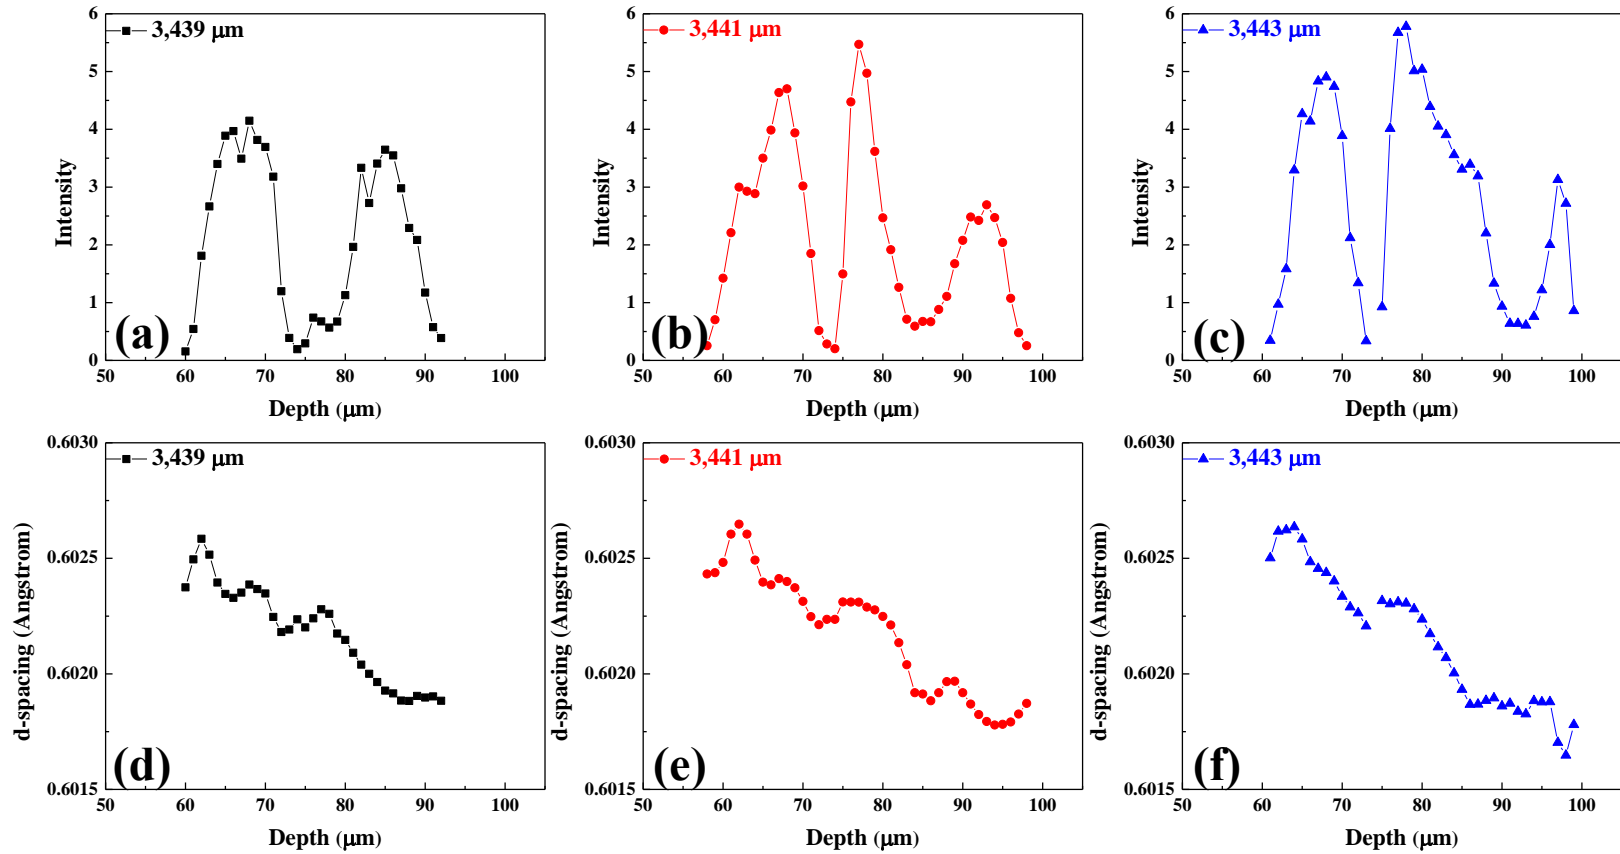 6
5
4
3
2
1
0
Intensity
3,439 μm
(a)
50 60 70 80 90 100
Depth (μm)
6
5
4
3
2
1
0
Intensity
3,441 μm
(b)
50 60 70 80 90 100
Depth (μm)
6
5
4
3
2
1
0
Intensity
3,443 μm
(c)
50 60 70 80 90 100
Depth (μm)
0.6030
0.6025
0.6020
0.6015
d-spacing (Angstrom)
3,439 μm
(d)
50 60 70 80 90 100
Depth (μm)
0.6030
0.6025
0.6020
0.6015
d-spacing (Angstrom)
3,441 μm
(e)
50 60 70 80 90 100
Depth (μm)
0.6030
0.6025
0.6020
0.6015
d-spacing (Angstrom)
3,443 μm
(f)
50 60 70 80 90 100
Depth (μm)